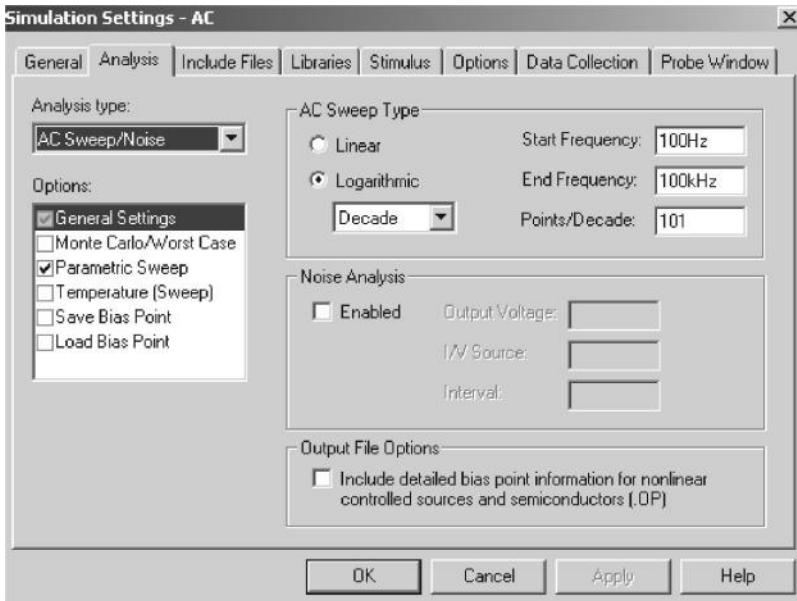 Simulation Settings - AC
General Analysis Include Files Libraries Stimulus Options Data Collection Probe Window
Analysis type:
AC Sweep/Noise
Options:
General Settings
Monte Carlo/Worst Case
Parametric Sweep
Temperature (Sweep)
Save Bias Point
Load Bias Point
AC Sweep Type
Linear
Logarithmic
Decade
Start Frequency: 100Hz
End Frequency: 100kHz
Points/Decade: 101
Noise Analysis
Enabled
Output Voltage:
I/V Source:
Interval:
Output File Options
Include detailed bias point information for nonlinear
controlled sources and semiconductors (.OP)
OK Cancel Apply Help